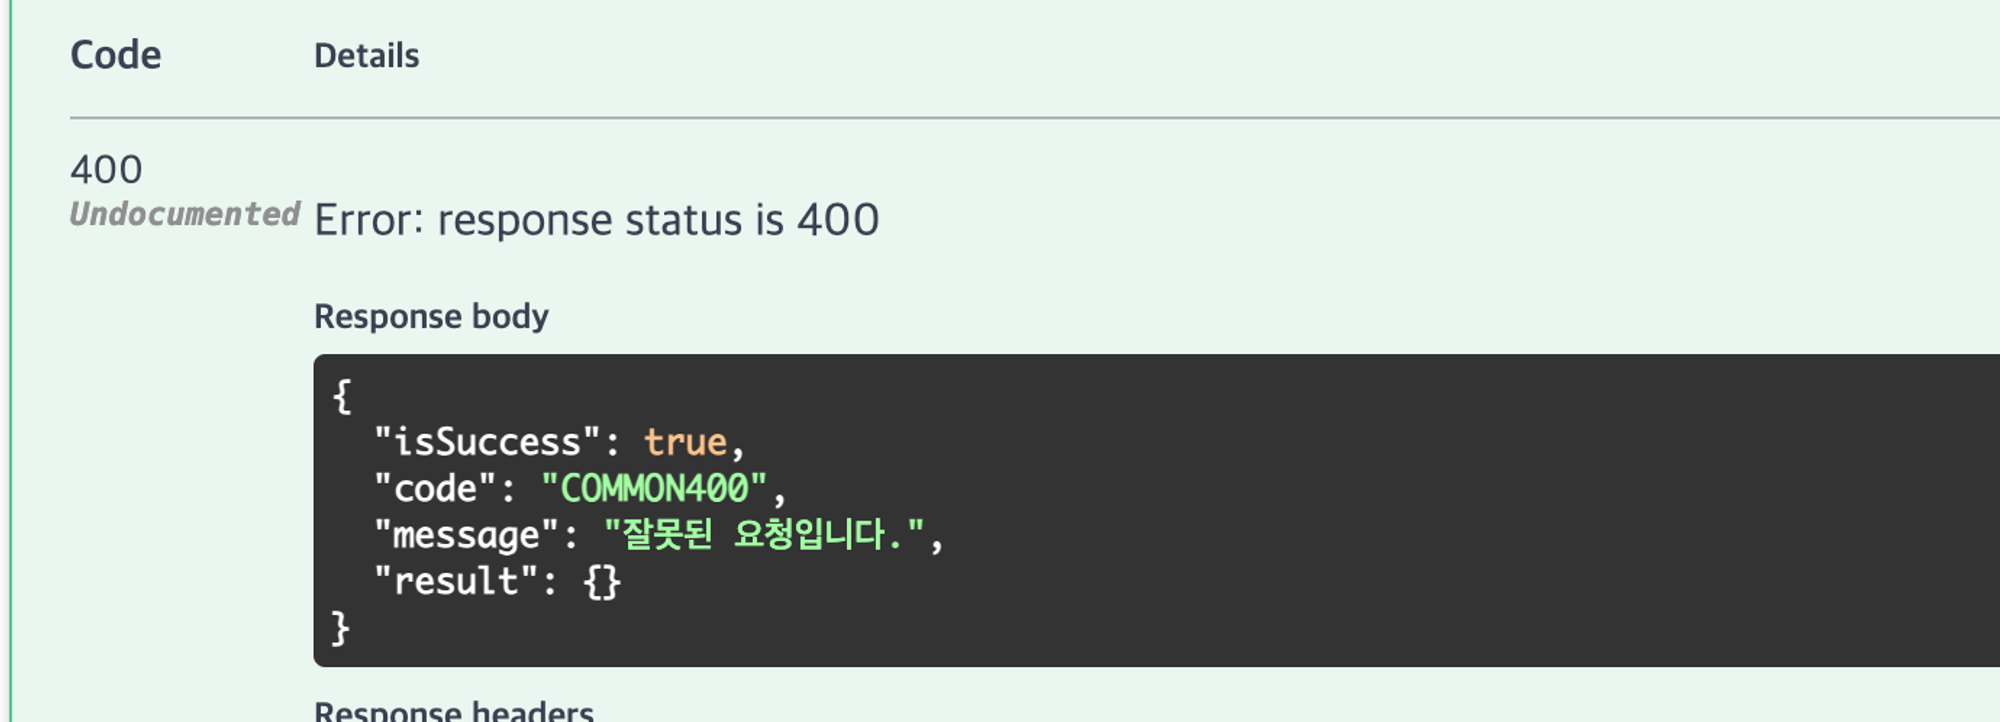 Code Details
400
Undocumented Error: response status is 400
Response body
{
"isSuccess": true,
"code": "COMMON400",
"message": "잘못된 요청입니다.",
"result": {}
}
Response headers